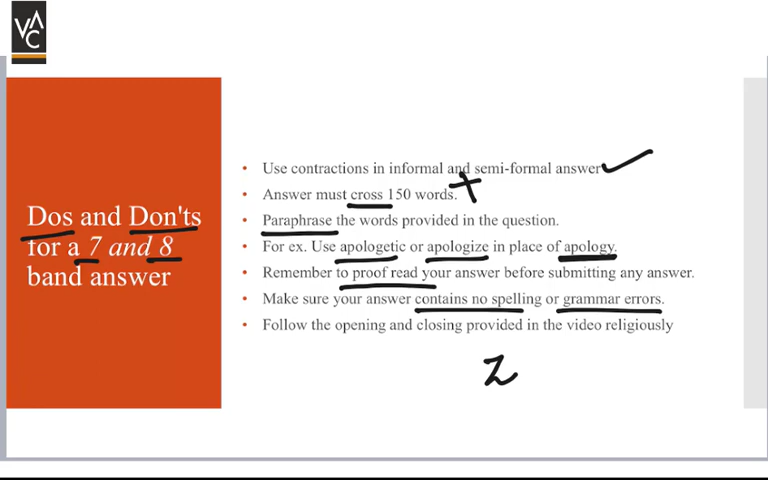 VAC
Dos and Don'ts
for a 7 and 8
band answer
• Use contractions in informal and semi-formal answer
• Answer must cross 150 words.
• Paraphrase the words provided in the question.
• For ex. Use apologetic or apologize in place of apology.
• Remember to proof read your answer before submitting any answer.
• Make sure your answer contains no spelling or grammar errors.
• Follow the opening and closing provided in the video religiously